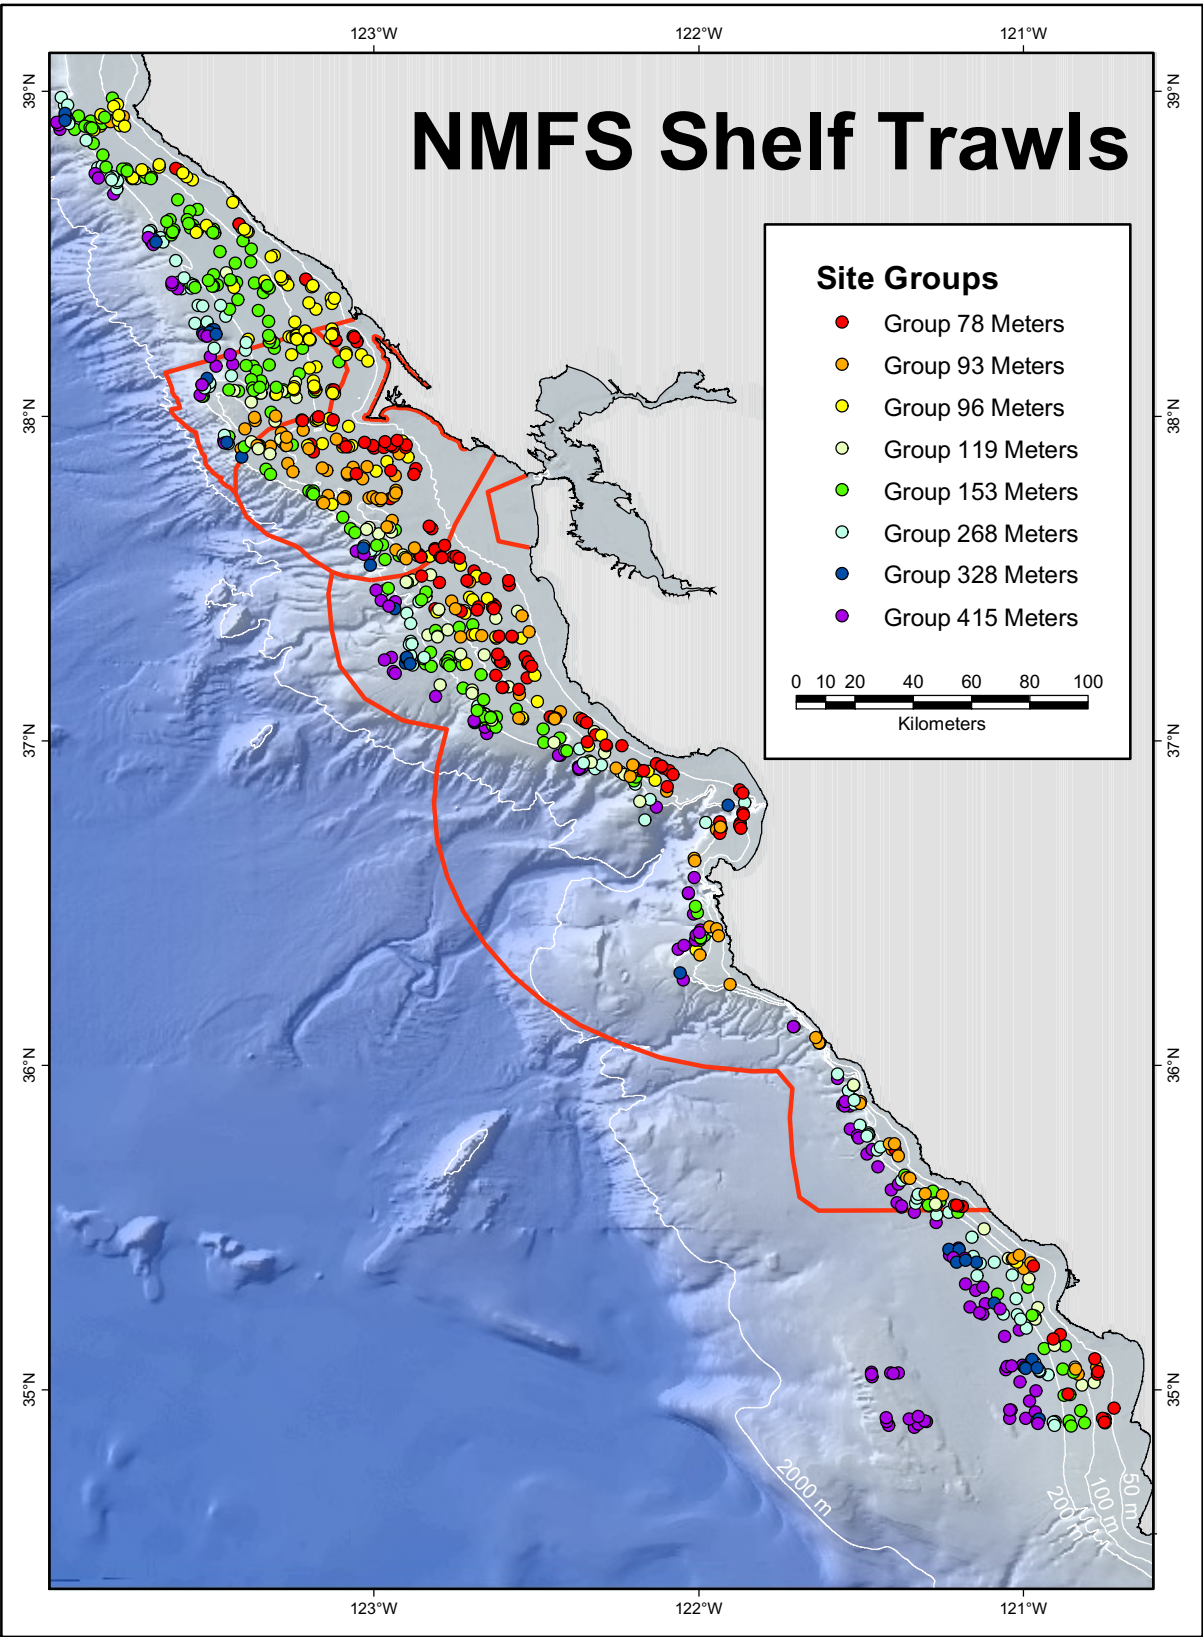 123°W 122°W 121°W
39°N 39°N
NMFS Shelf Trawls
Site Groups
Group 78 Meters
Group 93 Meters
Group 96 Meters
Group 119 Meters
Group 153 Meters
Group 268 Meters
Group 328 Meters
Group 415 Meters
0 10 20 40 60 80 100
Kilometers
38°N 38°N
37°N 37°N
36°N 36°N
35°N 35°N
2000 m
200 m
100 m
50 m
123°W 122°W 121°W